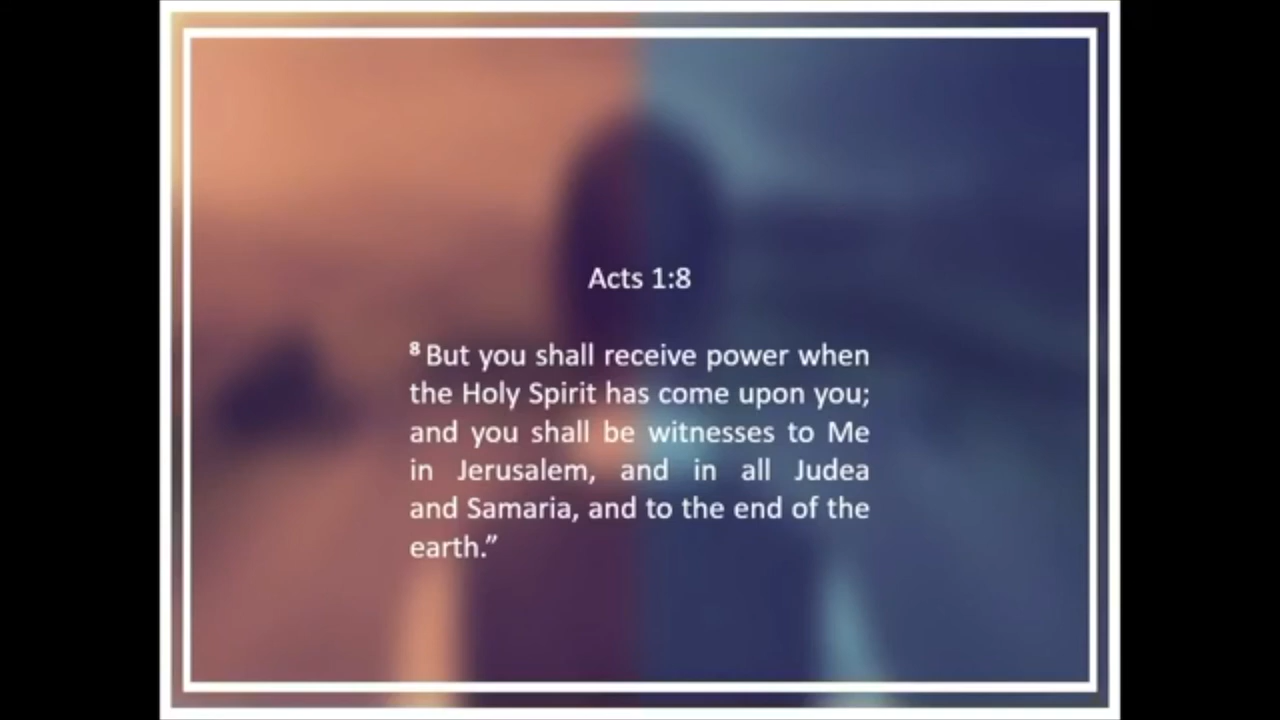 Acts 1:8
⁸ But you shall receive power when
the Holy Spirit has come upon you;
and you shall be witnesses to Me
in Jerusalem, and in all Judea
and Samaria, and to the end of the
earth.”